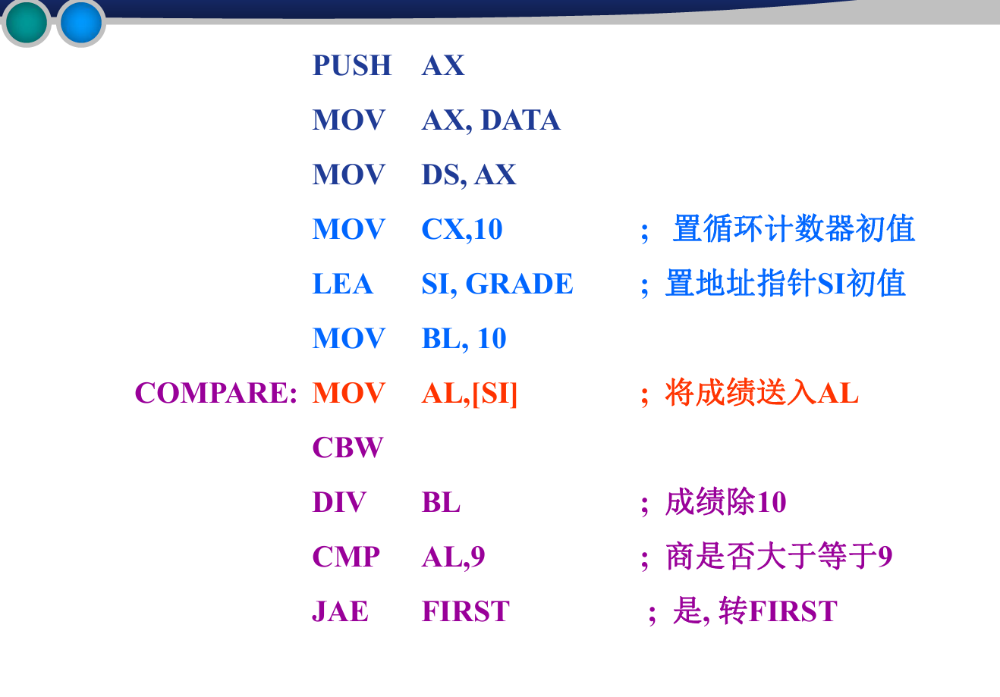 PUSH AX
MOV AX, DATA
MOV DS, AX
MOV CX,10 ; 置循环计数器初值
LEA SI, GRADE ; 置地址指针SI初值
MOV BL, 10
COMPARE: MOV AL,[SI] ; 将成绩送入AL
CBW
DIV BL ; 成绩除10
CMP AL,9 ; 商是否大于等于9
JAE FIRST ; 是, 转FIRST